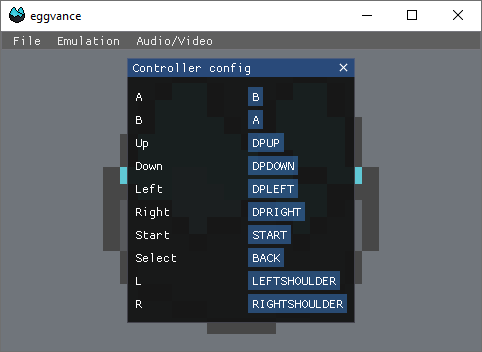 eggvance
File Emulation Audio/Video
Controller config
A B
B A
Up DPUP
Down DPDOWN
Left DPLEFT
Right DPRIGHT
Start START
Select BACK
L LEFTSHOULDER
R RIGHTSHOULDER